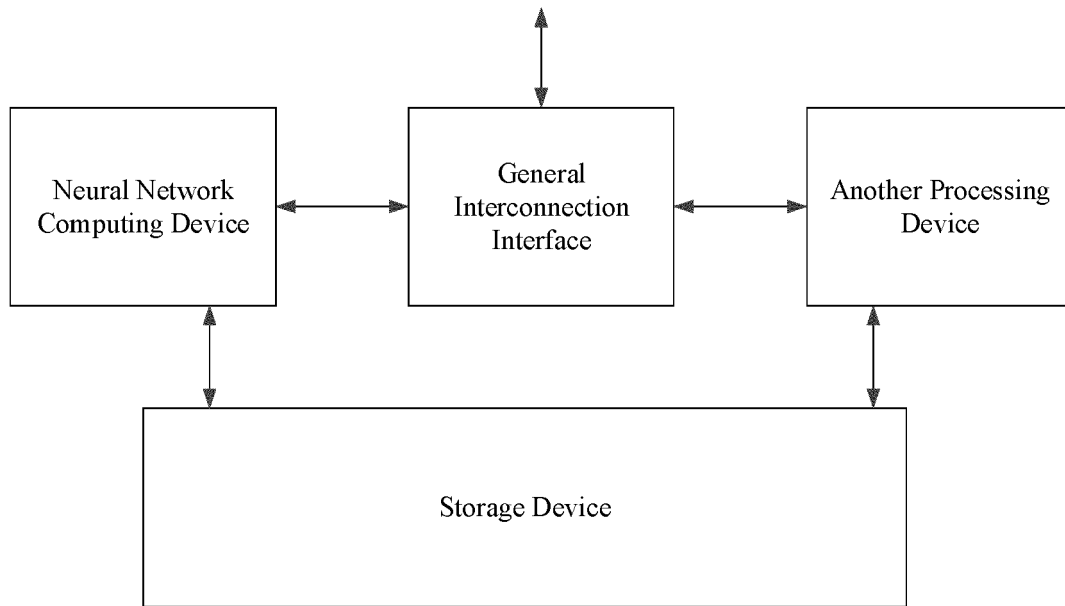 Neural Network
Computing Device
General
Interconnection
Interface
Another Processing
Device
Storage Device